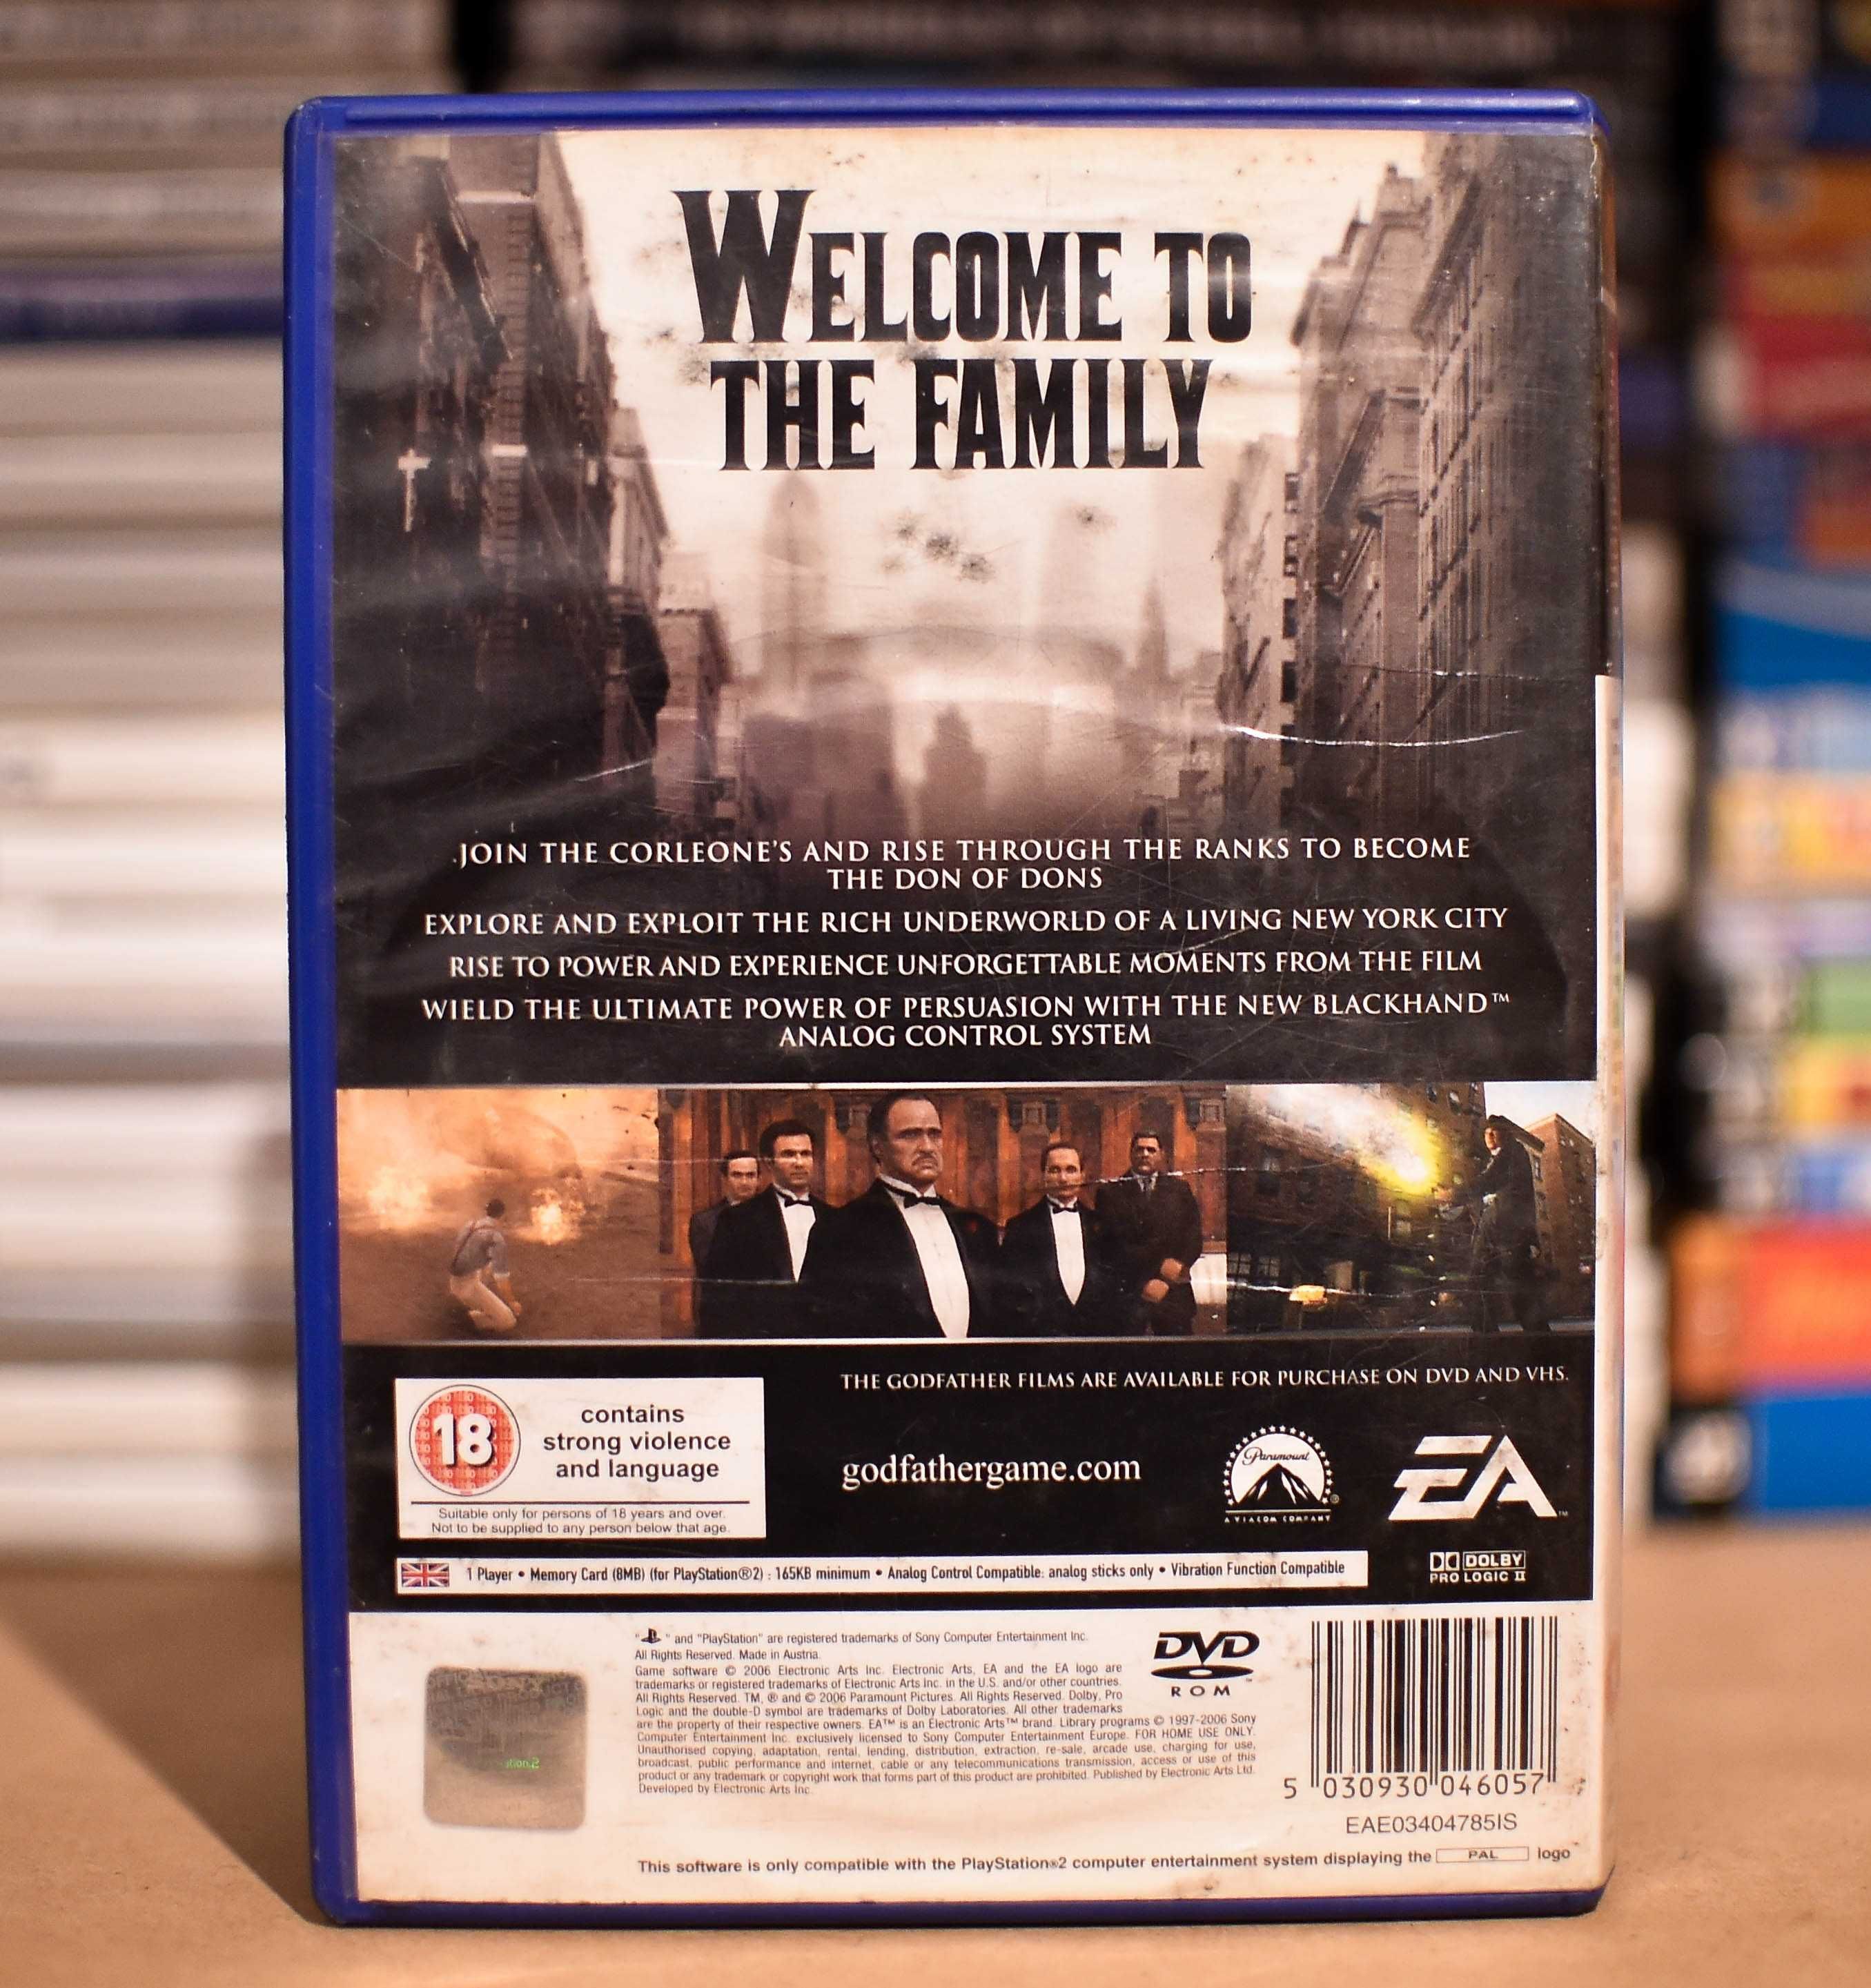 WELCOME TO
THE FAMILY
JOIN THE CORLEONE'S AND RISE THROUGH THE RANKS TO BECOME
THE DON OF DONS
EXPLORE AND EXPLOIT THE RICH UNDERWORLD OF A LIVING NEW YORK CITY
RISE TO POWER AND EXPERIENCE UNFORGETTABLE MOMENTS FROM THE FILM
WIELD THE ULTIMATE POWER OF PERSUASION WITH THE NEW BLACKHAND™
ANALOG CONTROL SYSTEM
THE GODFATHER FILMS ARE AVAILABLE FOR PURCHASE ON DVD AND VHS.
18
contains
strong violence
and language
Suitable only for persons of 18 years and over.
Not to be supplied to any person below that age.
godfathergame.com
Paramount
A VIACOM COMPANY
EA™
1 Player • Memory Card (8MB) (for PlayStation®2) : 165KB minimum • Analog Control Compatible: analog sticks only • Vibration Function Compatible
DOLBY
PRO LOGIC II
" " and "PlayStation" are registered trademarks of Sony Computer Entertainment Inc.
All Rights Reserved. Made in Austria.
Game software © 2006 Electronic Arts Inc. Electronic Arts, EA and the EA logo are
trademarks or registered trademarks of Electronic Arts Inc. in the U.S. and/or other countries.
All Rights Reserved. TM, ® and © 2006 Paramount Pictures. All Rights Reserved. Dolby, Pro
Logic and the double-D symbol are trademarks of Dolby Laboratories. All other trademarks
are the property of their respective owners. EA™ is an Electronic Arts™ brand. Library programs © 1997-2006 Sony
Computer Entertainment Inc. exclusively licensed to Sony Computer Entertainment Europe. FOR HOME USE ONLY.
Unauthorised copying, adaptation, rental, lending, distribution, extraction, re-sale, arcade use, charging for use,
broadcast, public performance and internet, cable or any telecommunications transmission, access or use of this
product or any trademark or copyright work that forms part of this product are prohibited. Published by Electronic Arts Ltd.
Developed by Electronic Arts Inc.
DVD
ROM
5 030930 046057
EAE03404785IS
This software is only compatible with the PlayStation®2 computer entertainment system displaying the PAL logo